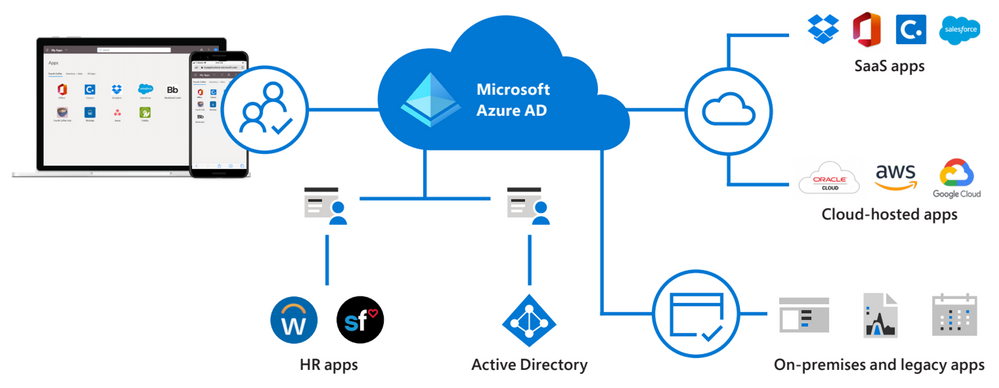 My Apps
Apps
Microsoft
Azure AD
salesforce
SaaS apps
ORACLE
CLOUD
aws
Google Cloud
Cloud-hosted apps
W
sf
HR apps
Active Directory
On-premises and legacy apps